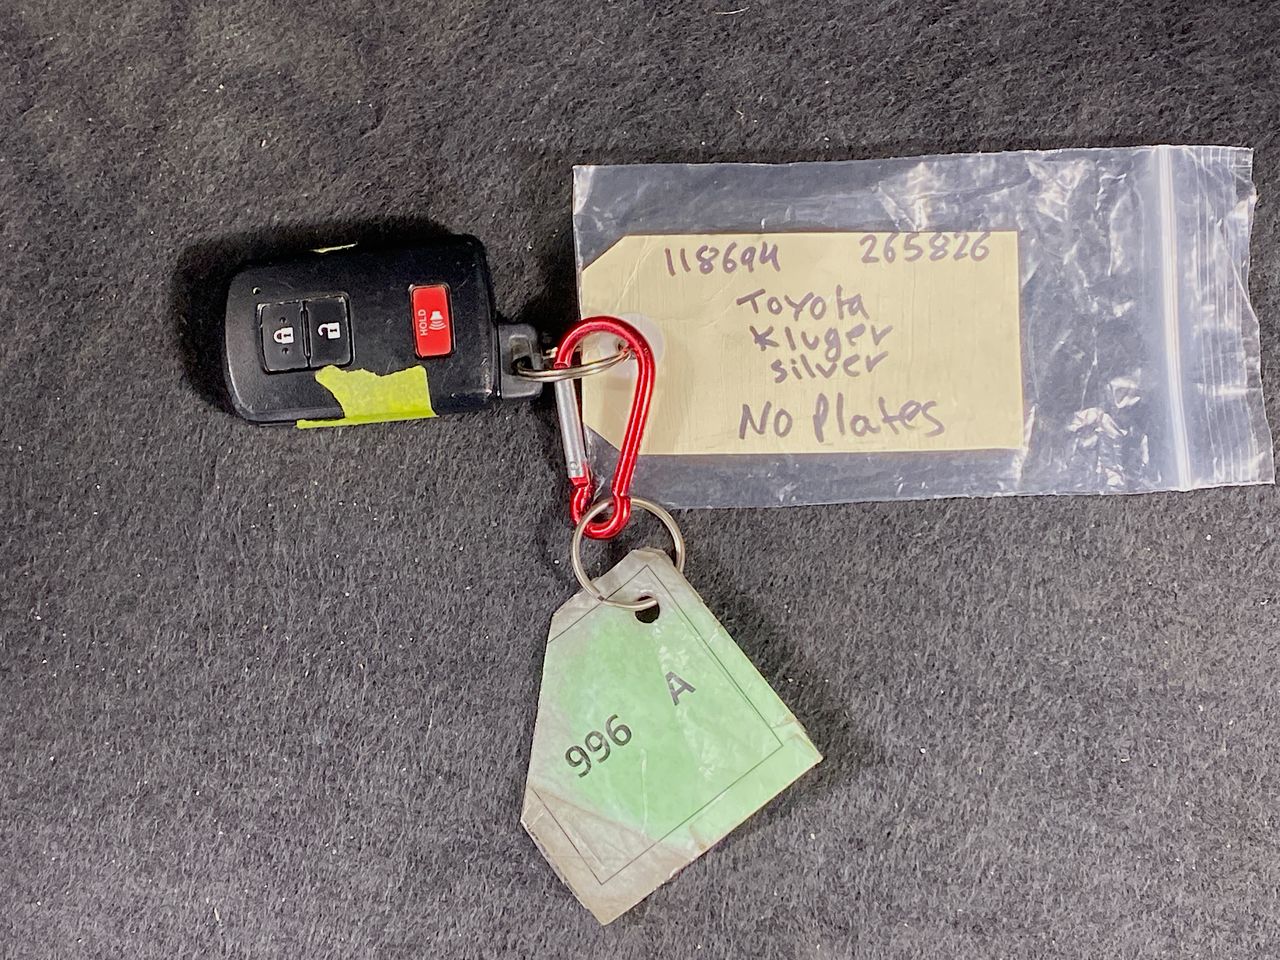 118694 265826
Toyota
Kluger
silver
No Plates
HOLD
996 A